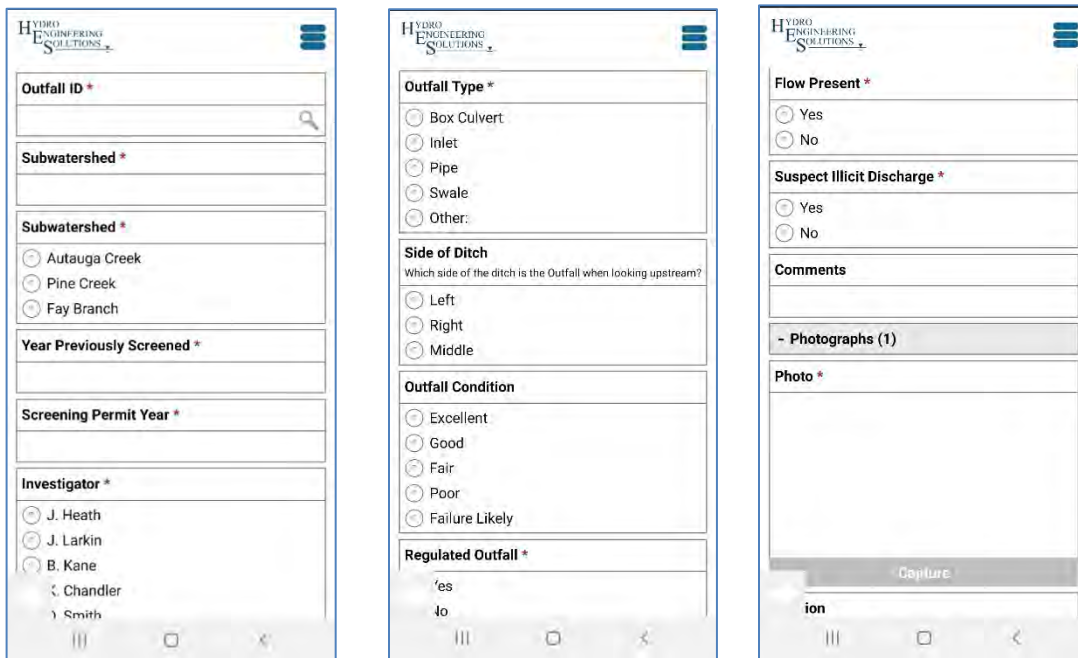 HYDRO
ENGINEERING
SOLUTIONS
Outfall ID *
Subwatershed *
Subwatershed *
Autauga Creek
Pine Creek
Fay Branch
Year Previously Screened *
Screening Permit Year *
Investigator *
J. Heath
J. Larkin
B. Kane
Chandler
Smith
HYDRO
ENGINEERING
SOLUTIONS
Outfall Type *
Box Culvert
Inlet
Pipe
Swale
Other:
Side of Ditch
Which side of the ditch is the Outfall when looking upstream?
Left
Right
Middle
Outfall Condition
Excellent
Good
Fair
Poor
Failure Likely
Regulated Outfall *
HYDRO
ENGINEERING
SOLUTIONS
Flow Present *
Yes
No
Suspect Illicit Discharge *
Yes
No
Comments
- Photographs (1)
Photo *
Capture
ion